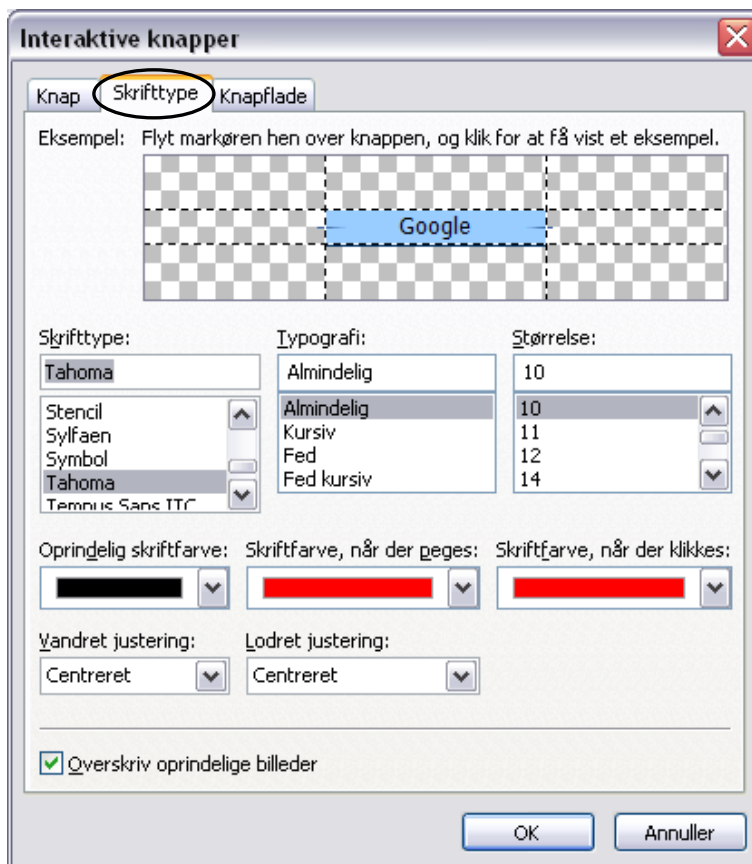 Interaktive knapper
Knap Skrifttype Knapflade
Eksempel: Flyt markøren hen over knappen, og klik for at få vist et eksempel.
Google
Skrifttype: Typografi: Størrelse:
Tahoma Almindelig 10
Stencil Almindelig 10
Sylfaen Kursiv 11
Symbol Fed 12
Tahoma Fed kursiv 14
Tempus Sans ITC
Oprindelig skriftfarve: Skriftfarve, når der peges: Skriftfarve, når der klikkes:
Vandret justering: Lodret justering:
Centreret Centreret
Overskriv oprindelige billeder
OK Annuller